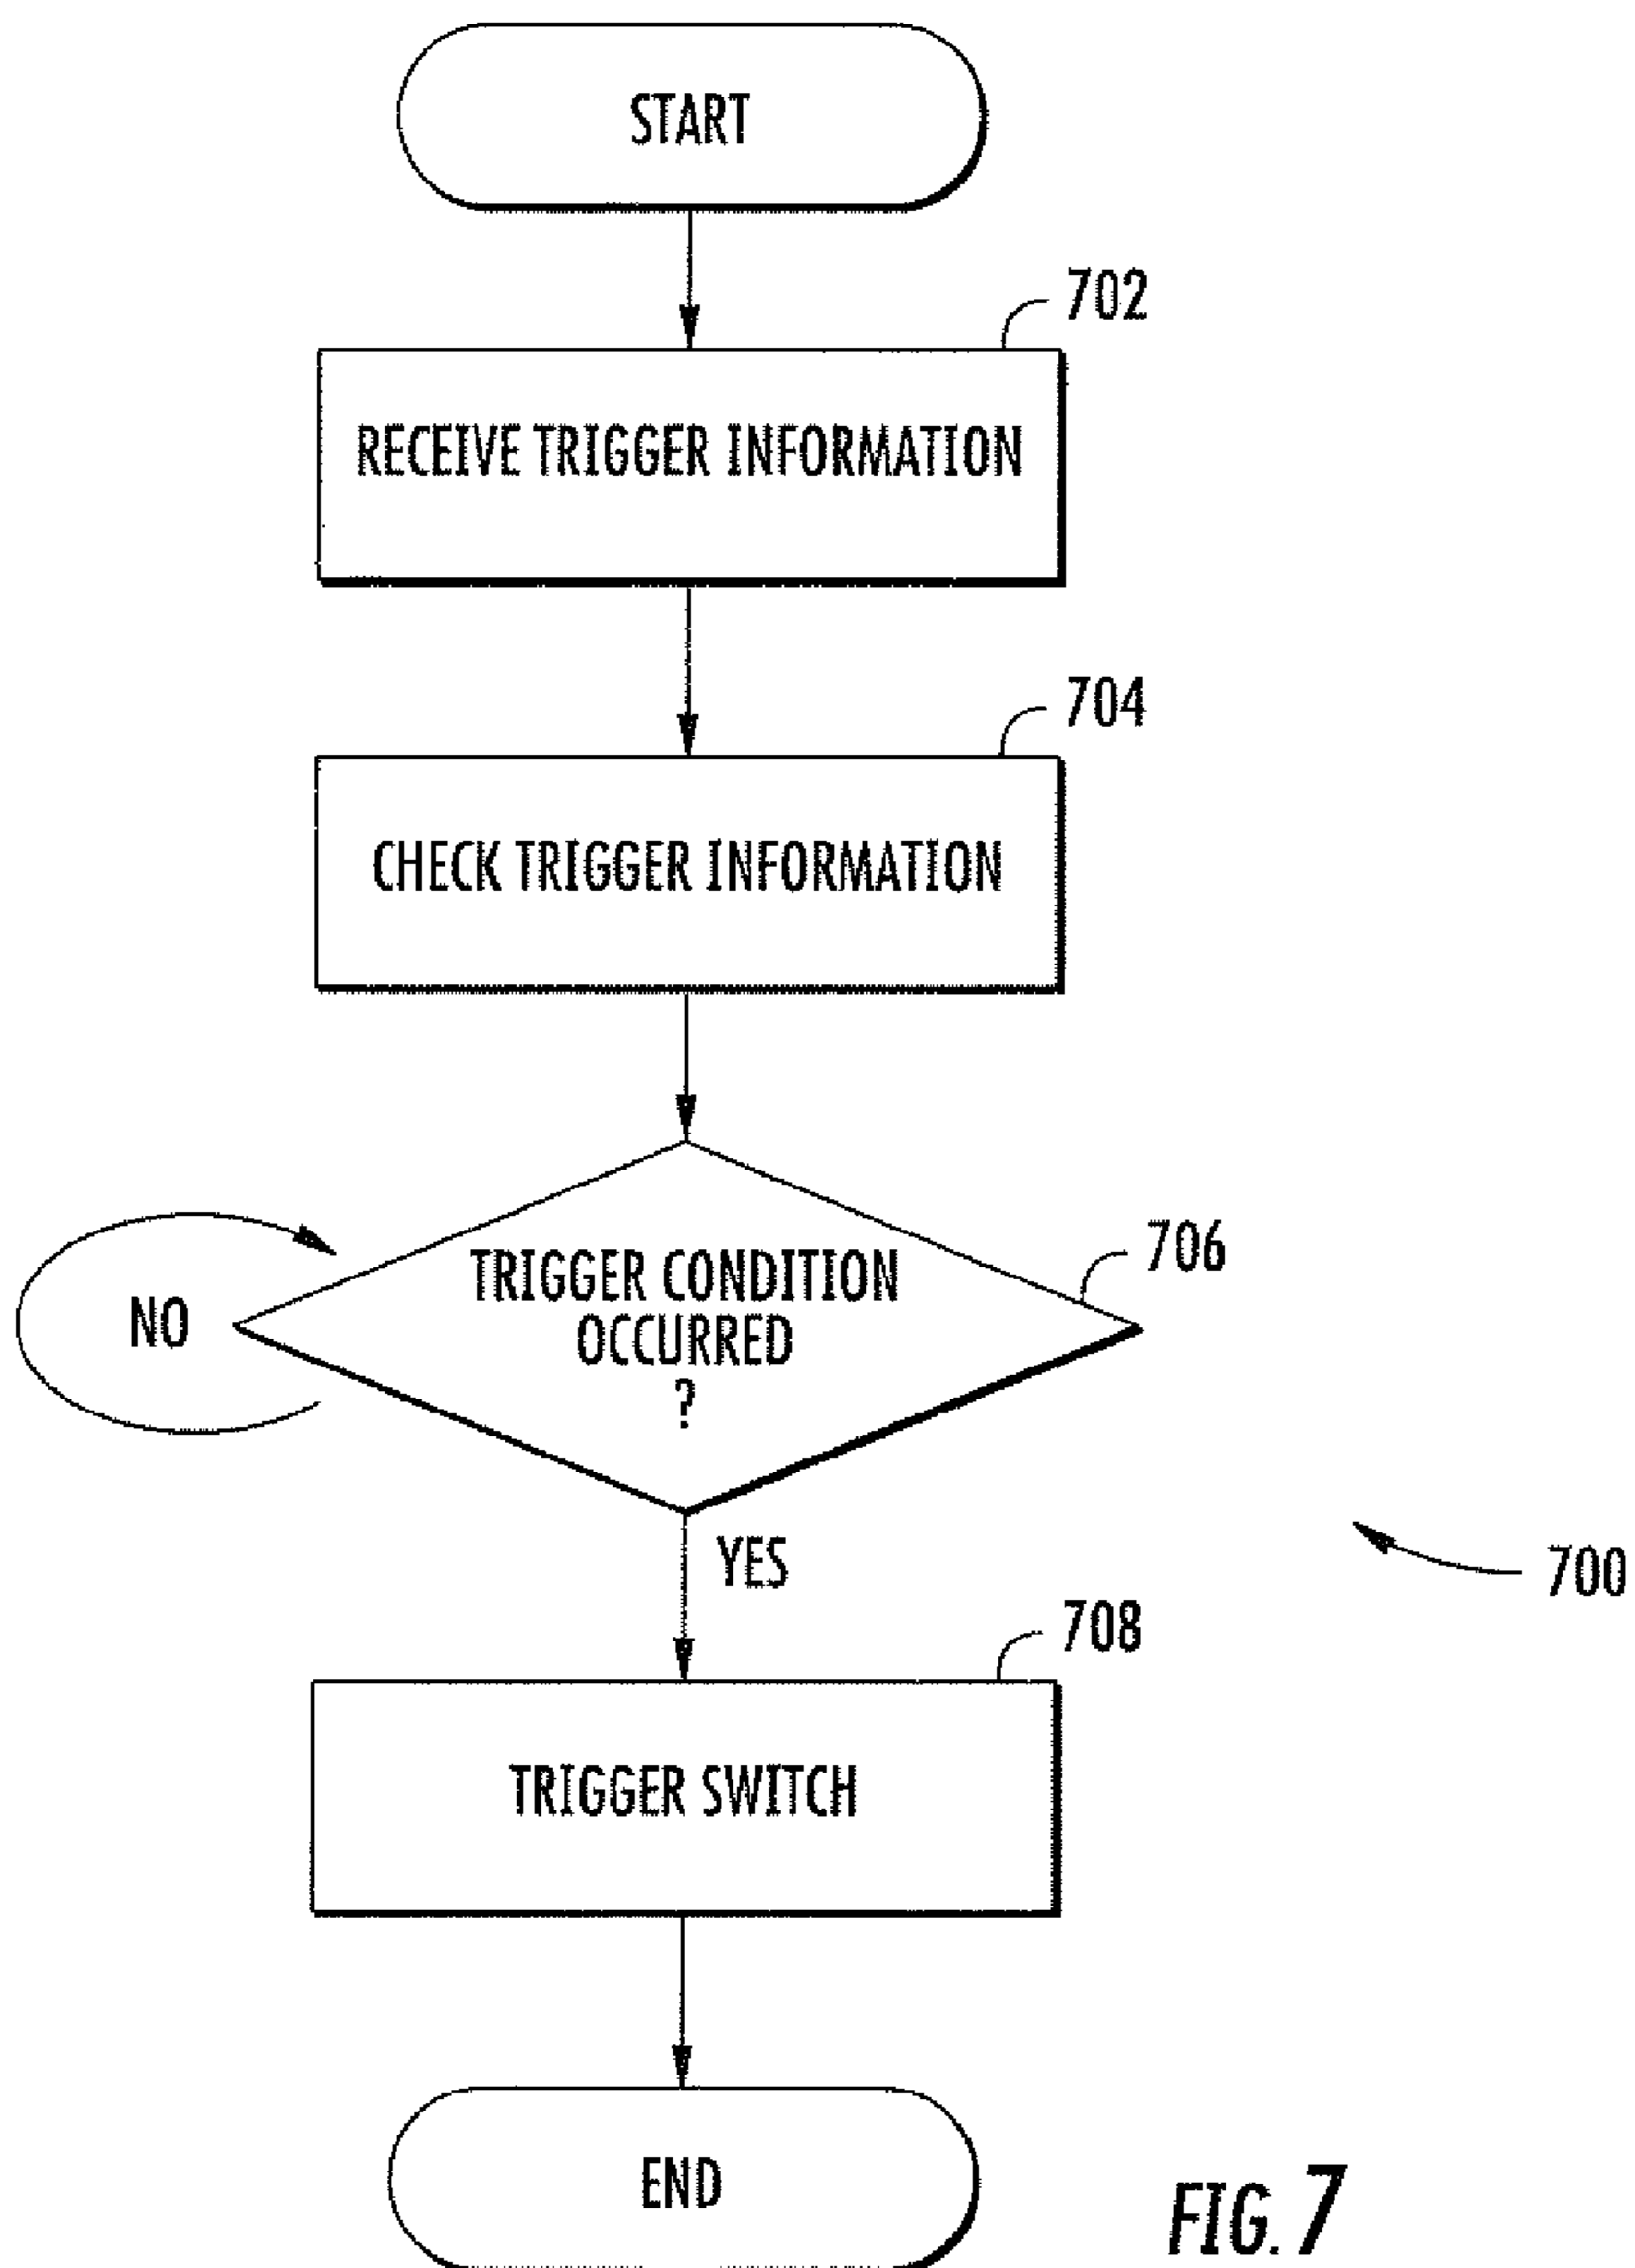 START
702
RECEIVE TRIGGER INFORMATION
704
CHECK TRIGGER INFORMATION
706
TRIGGER CONDITION
OCCURRED
?
NO
YES
700
708
TRIGGER SWITCH
END
FIG. 7